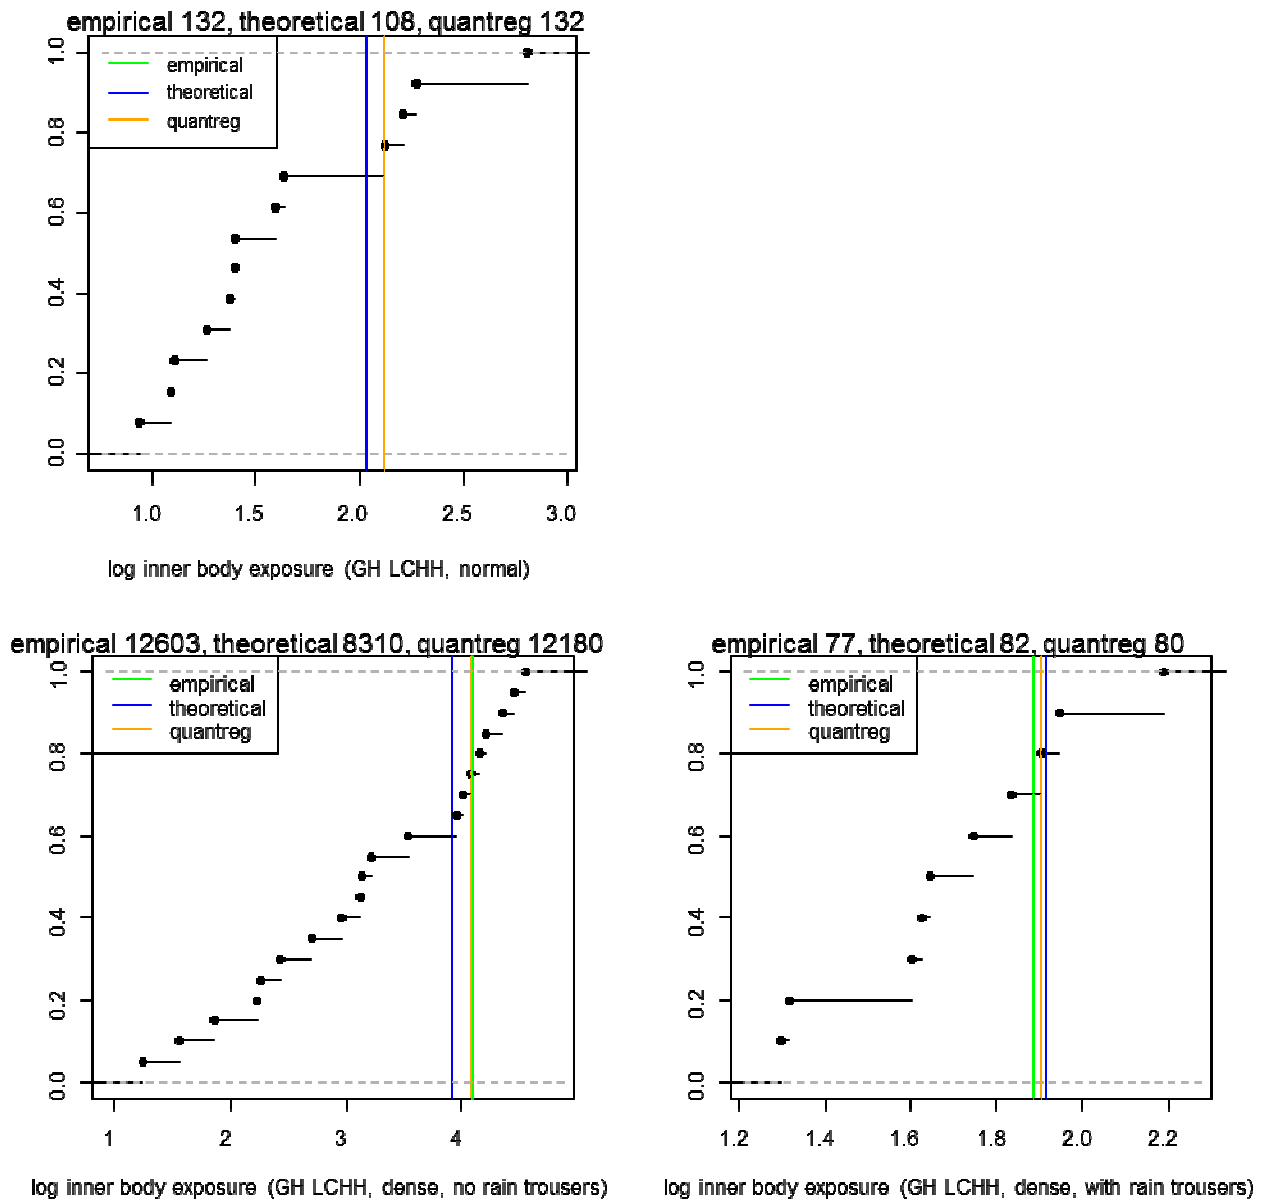 empirical 132, theoretical 108, quantreg 132
1.0
0.8
0.6
0.4
0.2
0.0
empirical
theoretical
quantreg
1.0 1.5 2.0 2.5 3.0
log inner body exposure (GH LCHH, normal)
empirical 12603, theoretical 8310, quantreg 12180
1.0
0.8
0.6
0.4
0.2
0.0
empirical
theoretical
quantreg
1 2 3 4
log inner body exposure (GH LCHH, dense, no rain trousers)
empirical 77, theoretical 82, quantreg 80
1.0
0.8
0.6
0.4
0.2
0.0
empirical
theoretical
quantreg
1.2 1.4 1.6 1.8 2.0 2.2
log inner body exposure (GH LCHH, dense, with rain trousers)